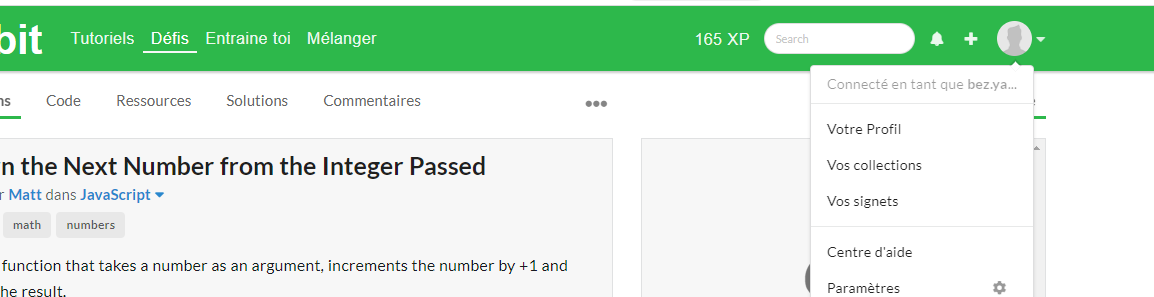 bit Tutoriels Défis Entraine toi Mélanger 165 XP Search
Connecté en tant que bez.ya...
Code Ressources Solutions Commentaires
Votre Profil
Vos collections
Vos signets
Centre d'aide
Paramètres
n the Next Number from the Integer Passed
r Matt dans JavaScript
math numbers
function that takes a number as an argument, increments the number by +1 and
he result.